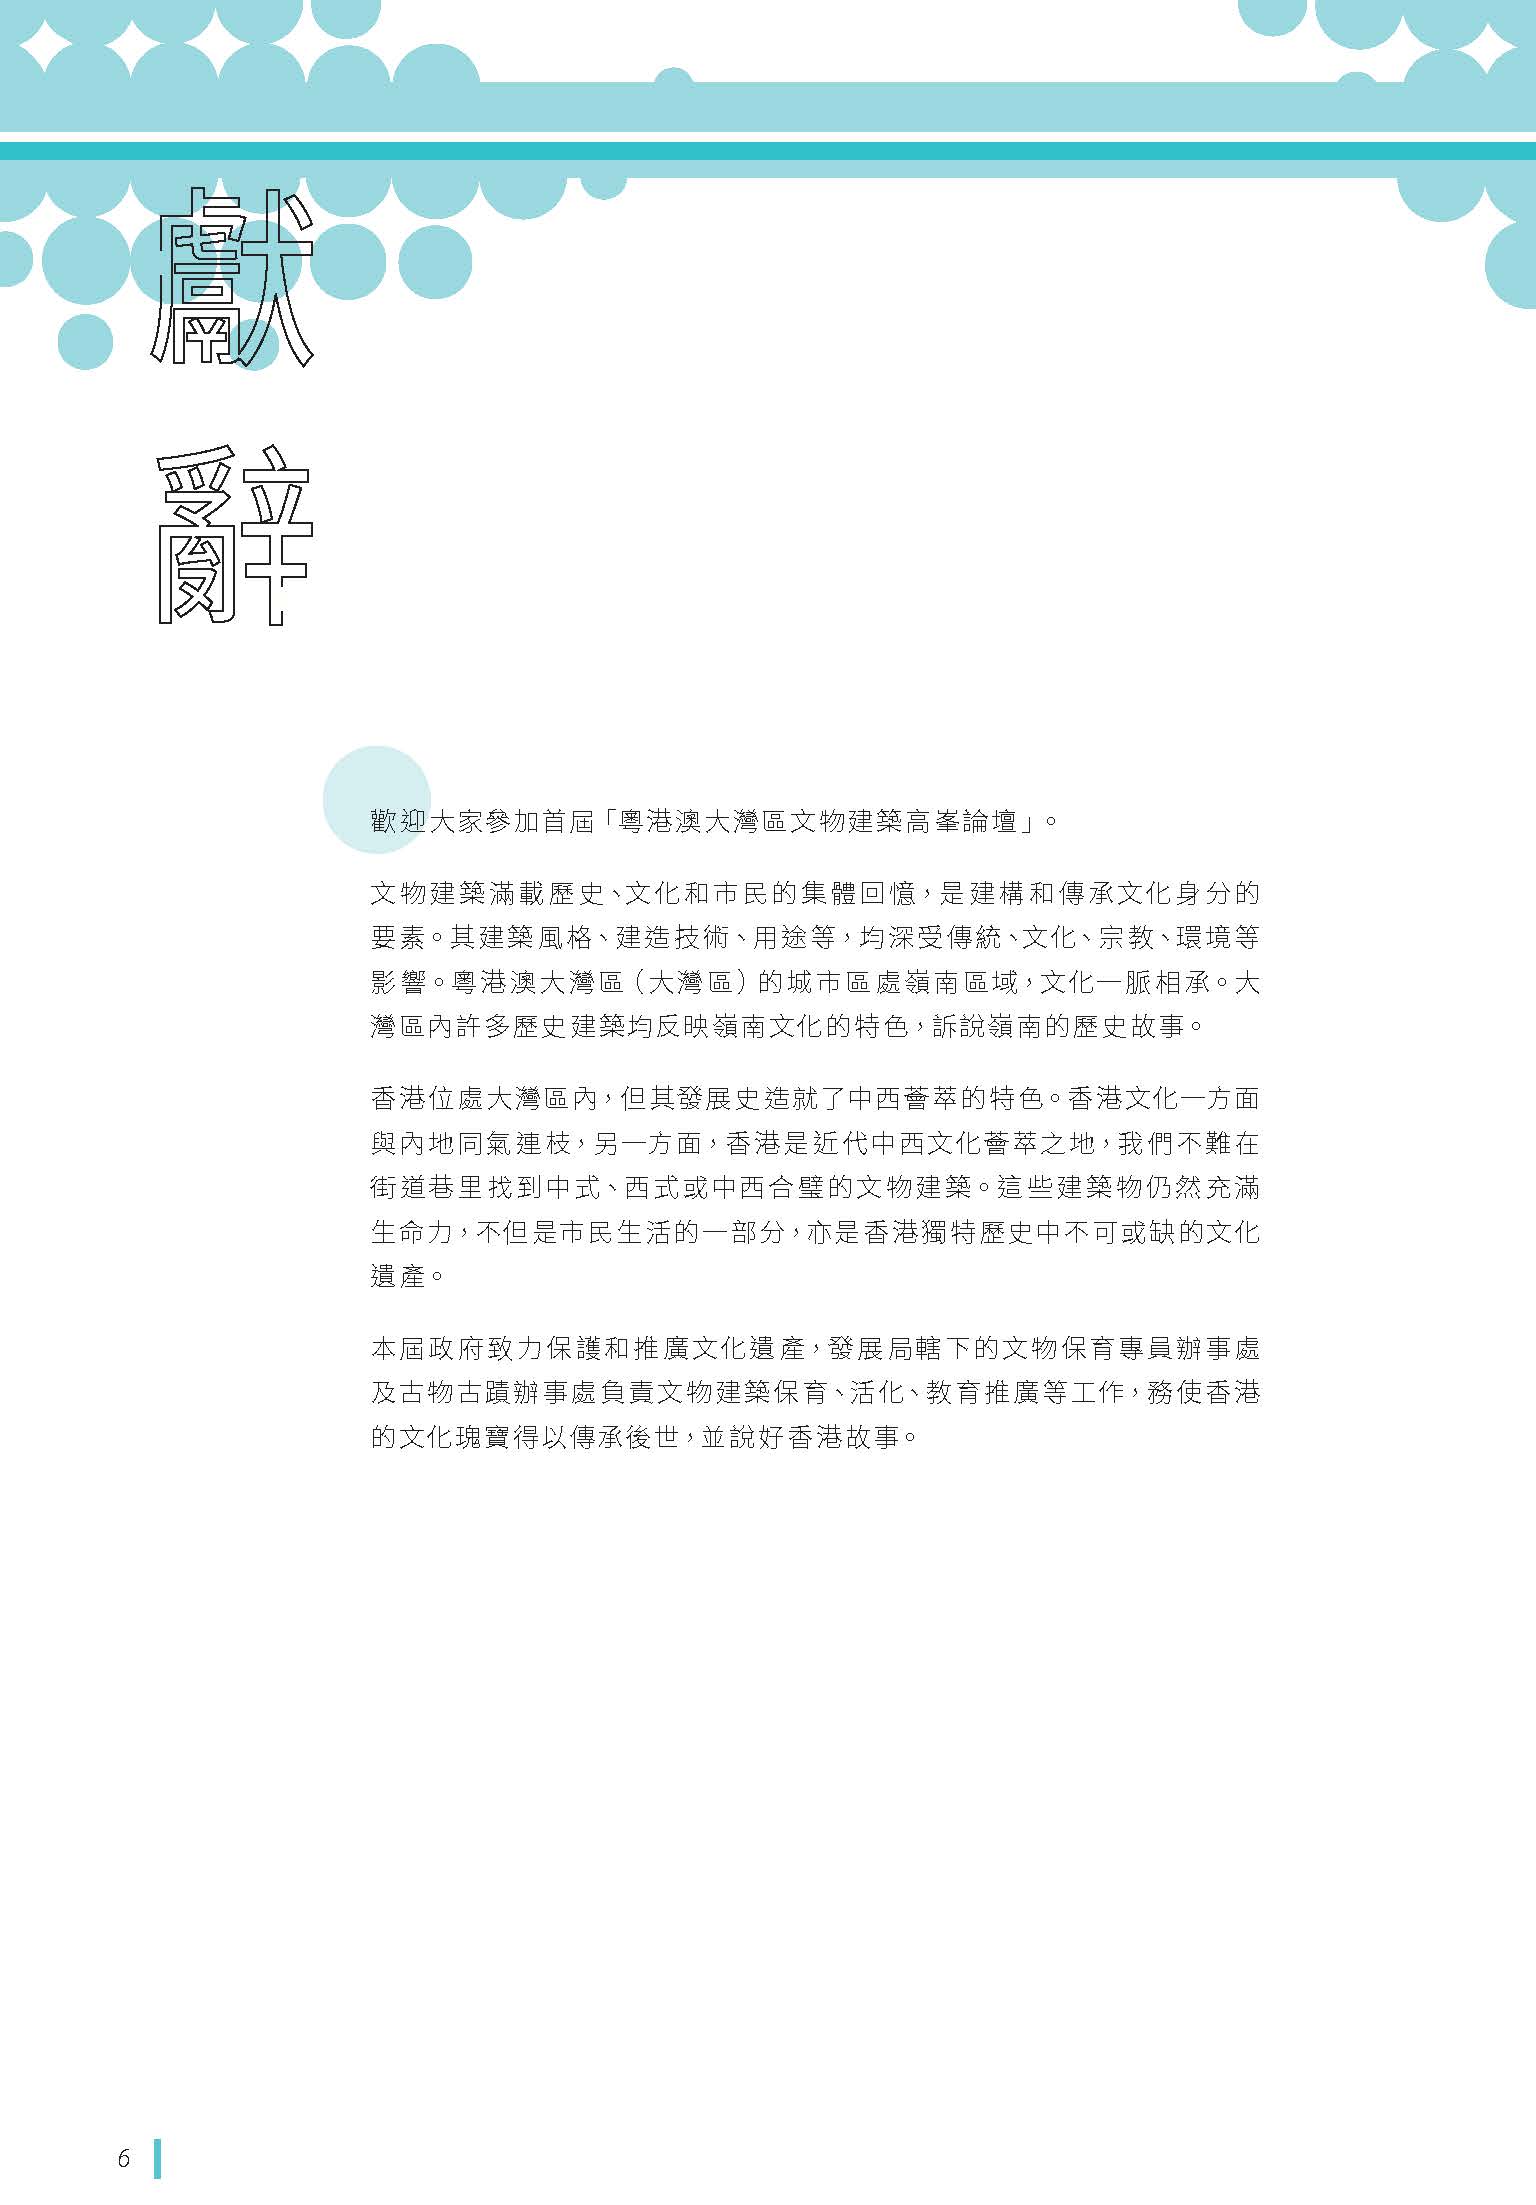 獻
辭
歡迎大家參加首屆「粵港澳大灣區文物建築高峯論壇」。
文物建築滿載歷史、文化和市民的集體回憶，是建構和傳承文化身分的
要素。其建築風格、建造技術、用途等，均深受傳統、文化、宗教、環境等
影響。粵港澳大灣區（大灣區）的城市區處嶺南區域，文化一脈相承。大
灣區內許多歷史建築均反映嶺南文化的特色，訴說嶺南的歷史故事。
香港位處大灣區內，但其發展史造就了中西薈萃的特色。香港文化一方面
與內地同氣連枝，另一方面，香港是近代中西文化薈萃之地，我們不難在
街道巷里找到中式、西式或中西合璧的文物建築。這些建築物仍然充滿
生命力，不但是市民生活的一部分，亦是香港獨特歷史中不可或缺的文化
遺產。
本屆政府致力保護和推廣文化遺產，發展局轄下的文物保育專員辦事處
及古物古蹟辦事處負責文物建築保育、活化、教育推廣等工作，務使香港
的文化瑰寶得以傳承後世，並說好香港故事。
6